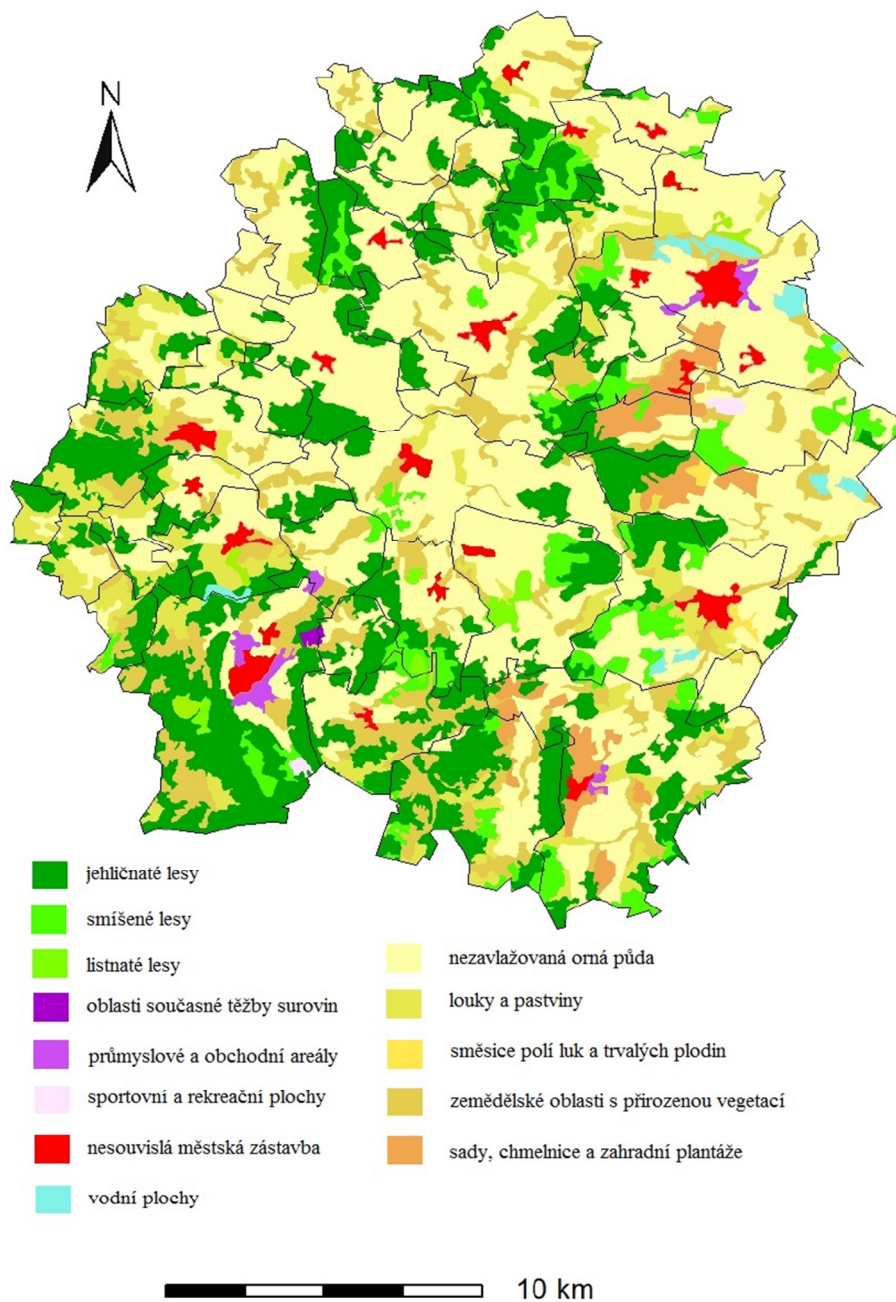 N
jehličnaté lesy
smíšené lesy
listnaté lesy
oblasti současné těžby surovin
průmyslové a obchodní areály
sportovní a rekreační plochy
nesouvislá městská zástavba
vodní plochy
nezavlažovaná orná půda
louky a pastviny
směsice polí luk a trvalých plodin
zemědělské oblasti s přirozenou vegetací
sady, chmelnice a zahradní plantáže
10 km